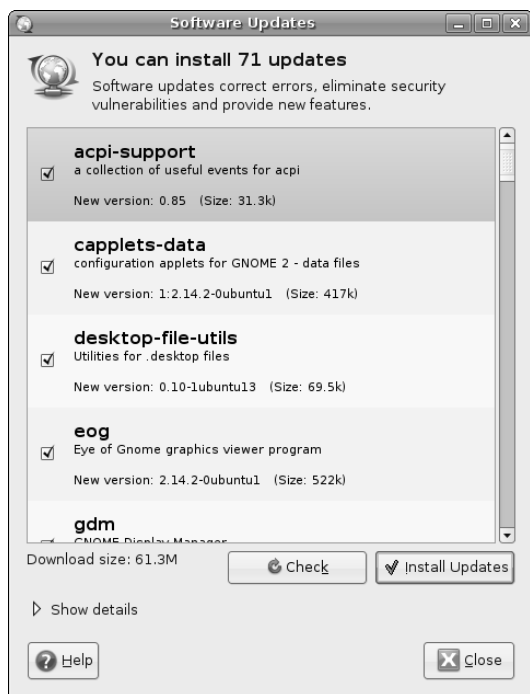 Software Updates
You can install 71 updates
Software updates correct errors, eliminate security
vulnerabilities and provide new features.
acpi-support
a collection of useful events for acpi
New version: 0.85 (Size: 31.3k)
capplets-data
configuration applets for GNOME 2 - data files
New version: 1:2.14.2-0ubuntu1 (Size: 417k)
desktop-file-utils
Utilities for .desktop files
New version: 0.10-1ubuntu13 (Size: 69.5k)
eog
Eye of Gnome graphics viewer program
New version: 2.14.2-0ubuntu1 (Size: 522k)
gdm
GNOME Display Manager
Download size: 61.3M
Check
Install Updates
Show details
Help
Close